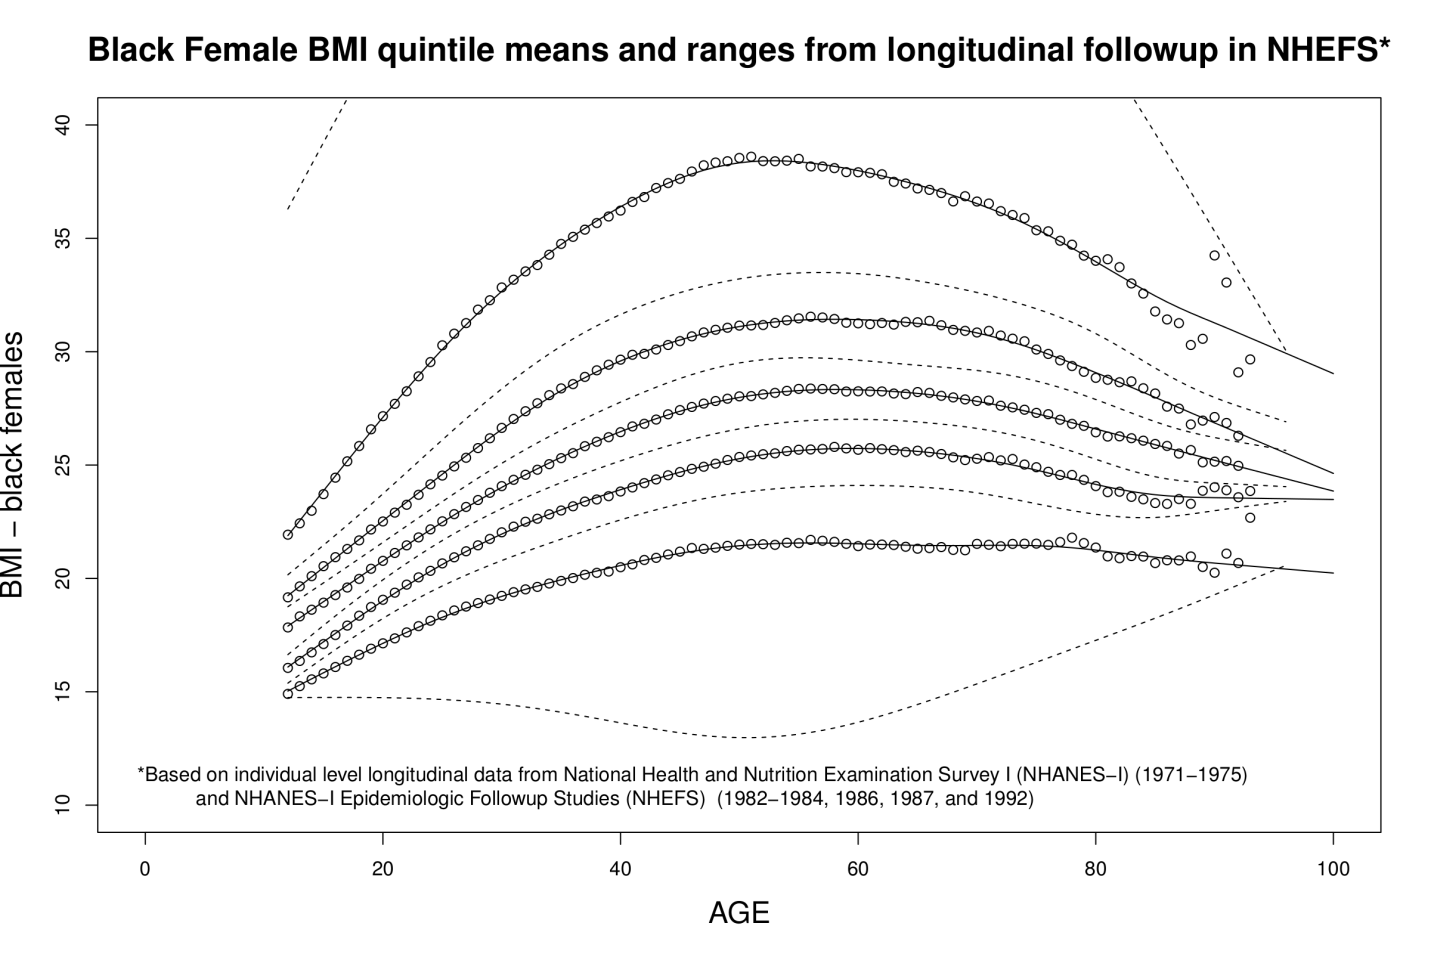 Black Female BMI quintile means and ranges from longitudinal followup in NHEFS*
BMI − black females
40
35
30
25
20
15
10
*Based on individual level longitudinal data from National Health and Nutrition Examination Survey I (NHANES−I) (1971−1975)
and NHANES−I Epidemiologic Followup Studies (NHEFS)  (1982−1984, 1986, 1987, and 1992)
0 20 40 60 80 100
AGE